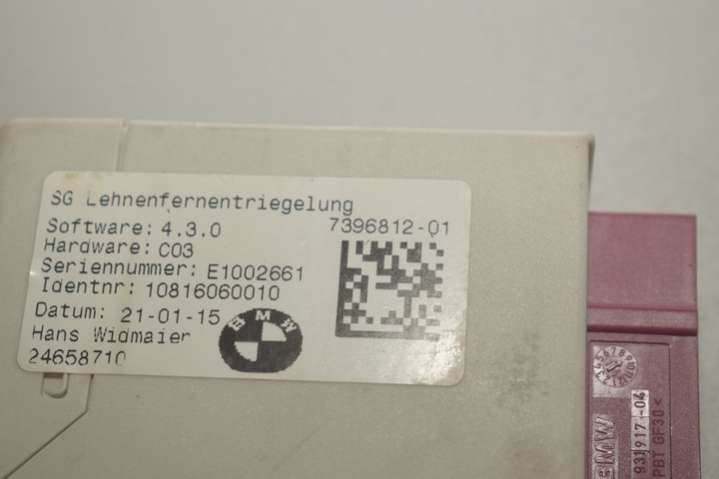 SG Lehnenfernentriegelung
Software: 4.3.0
7396812-01
Hardware: C03
Seriennummer: E1002661
Identnr: 10816060010
Datum: 21-01-15
BMW
Hans Widmaier
24658710
BMW
931917-04
PBT GF30<